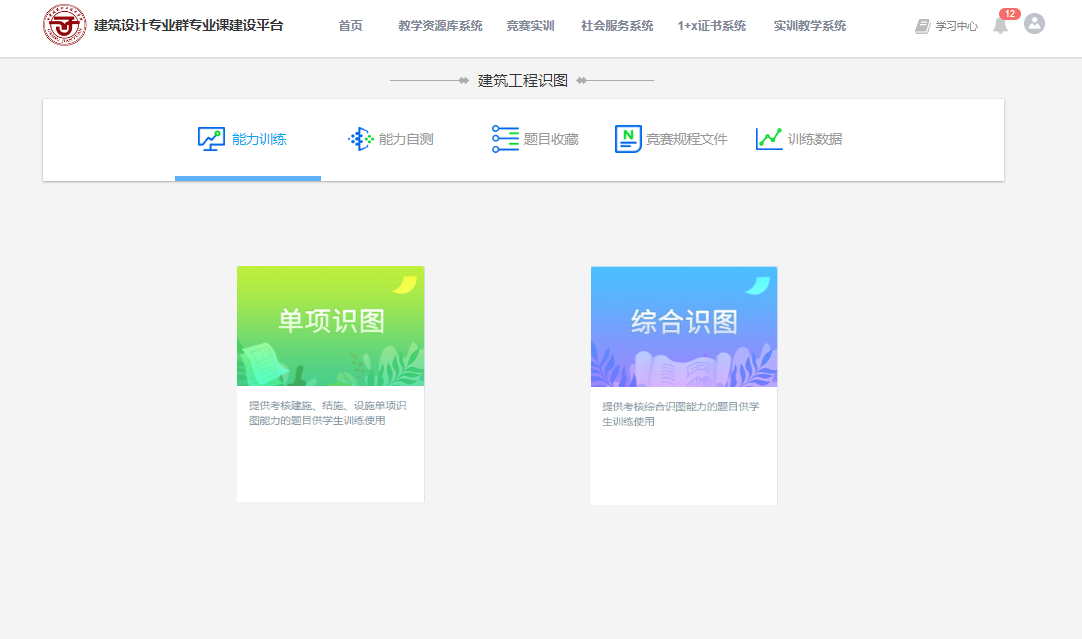 建筑设计专业群专业课建设平台
首页
教学资源库系统
竞赛实训
社会服务系统
1+x证书系统
实训教学系统
学习中心
12
建筑工程识图
能力训练
能力自测
题目收藏
竞赛规程文件
训练数据
单项识图
综合识图
提供考核建施、结施、设施单项识
图能力的题目供学生训练使用
提供考核综合识图能力的题目供学
生训练使用